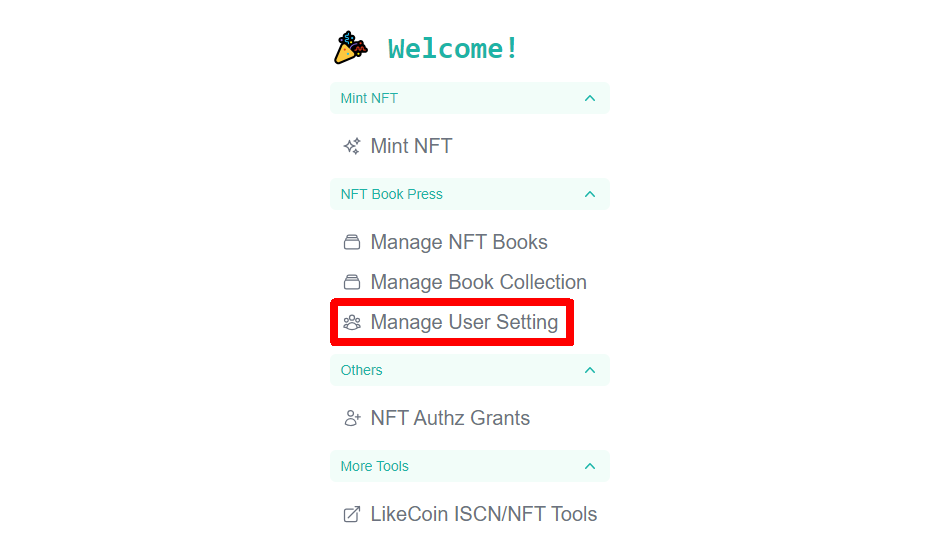 Welcome!
Mint NFT
Mint NFT
NFT Book Press
Manage NFT Books
Manage Book Collection
Manage User Setting
Others
NFT Authz Grants
More Tools
LikeCoin ISCN/NFT Tools